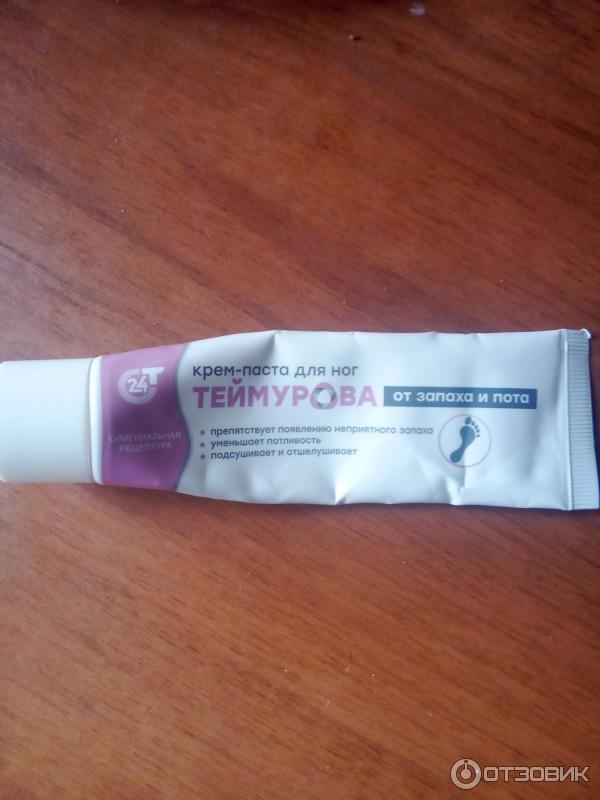 24 T
ОРИГИНАЛЬНАЯ
РЕЦЕПТУРА
крем-паста для ног
ТЕЙМУРОВА
от запаха и пота
• препятствует появлению неприятного запаха
• уменьшает потливость
• подсушивает и отшелушивает
ОТЗОВИК